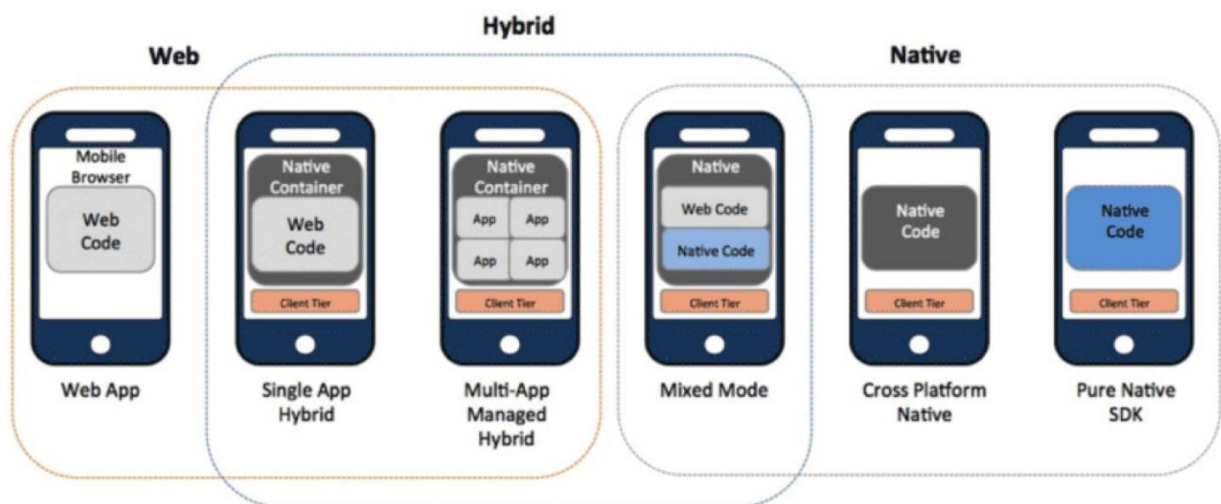 Hybrid
Web
Native
Mobile
Browser
Web
Code
Web App
Native
Container
Web
Code
Client Tier
Single App
Hybrid
Native
Container
App App
App App
Client Tier
Multi-App
Managed
Hybrid
Native
Web Code
Native Code
Client Tier
Mixed Mode
Native
Code
Client Tier
Cross Platform
Native
Native
Code
Client Tier
Pure Native
SDK